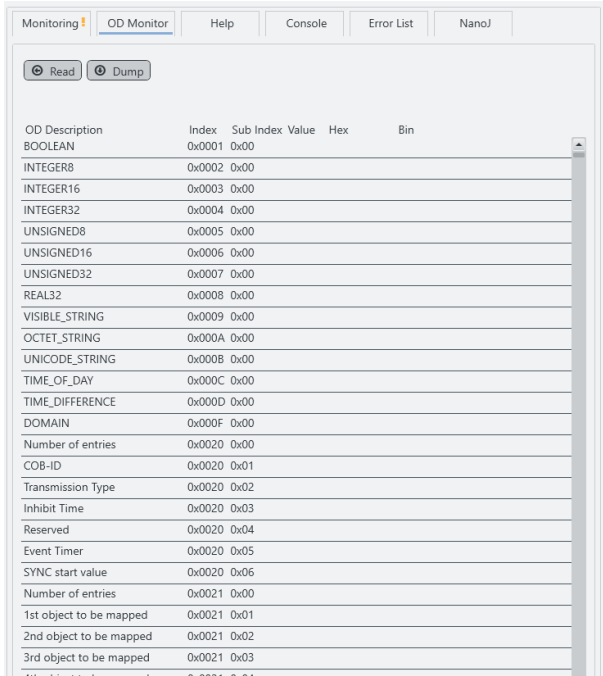 Monitoring! OD Monitor Help Console Error List NanoJ
Read Dump
OD Description Index Sub Index Value Hex Bin
BOOLEAN 0x0001 0x00
INTEGER8 0x0002 0x00
INTEGER16 0x0003 0x00
INTEGER32 0x0004 0x00
UNSIGNED8 0x0005 0x00
UNSIGNED16 0x0006 0x00
UNSIGNED32 0x0007 0x00
REAL32 0x0008 0x00
VISIBLE_STRING 0x0009 0x00
OCTET_STRING 0x000A 0x00
UNICODE_STRING 0x000B 0x00
TIME_OF_DAY 0x000C 0x00
TIME_DIFFERENCE 0x000D 0x00
DOMAIN 0x000F 0x00
Number of entries 0x0020 0x00
COB-ID 0x0020 0x01
Transmission Type 0x0020 0x02
Inhibit Time 0x0020 0x03
Reserved 0x0020 0x04
Event Timer 0x0020 0x05
SYNC start value 0x0020 0x06
Number of entries 0x0021 0x00
1st object to be mapped 0x0021 0x01
2nd object to be mapped 0x0021 0x02
3rd object to be mapped 0x0021 0x03